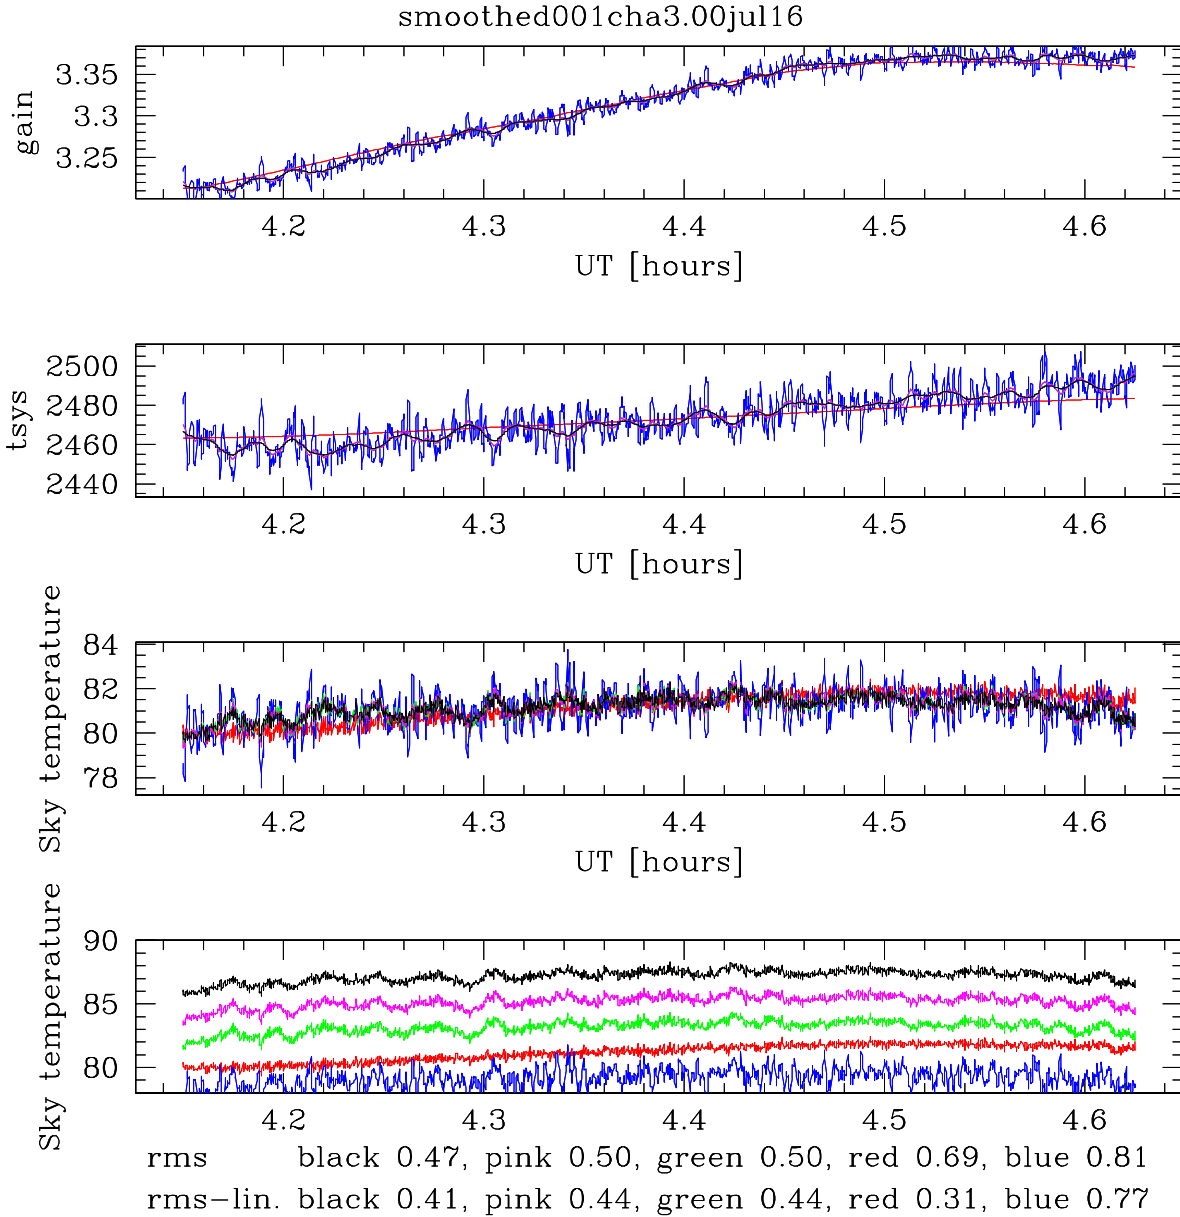 smoothed001cha3.00jul16
3.35
3.3
3.25
gain
4.2 4.3 4.4 4.5 4.6
UT [hours]
2500
2480
2460
2440
tsys
4.2 4.3 4.4 4.5 4.6
UT [hours]
84
82
80
78
Sky temperature
4.2 4.3 4.4 4.5 4.6
UT [hours]
90
85
80
Sky temperature
4.2 4.3 4.4 4.5 4.6
rms black 0.47, pink 0.50, green 0.50, red 0.69, blue 0.81
rms-lin. black 0.41, pink 0.44, green 0.44, red 0.31, blue 0.77